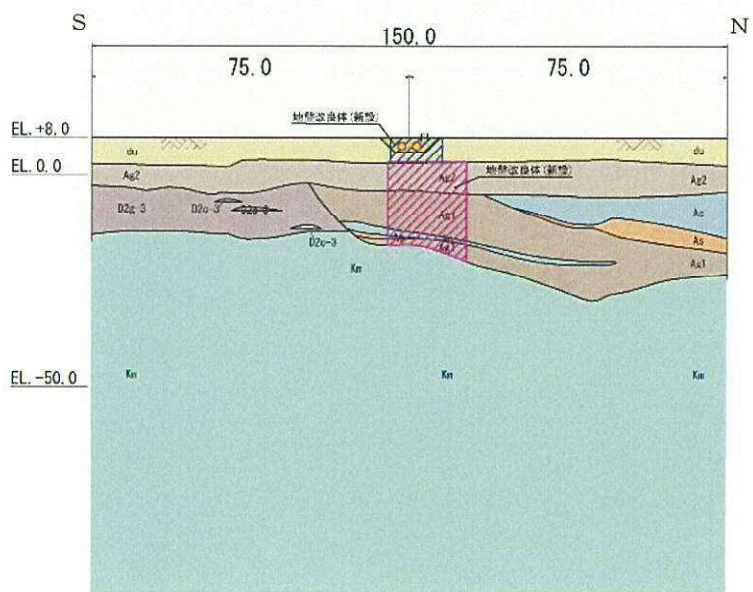 S N
150.0
75.0 75.0
地盤改良体(新設)
EL. +8.0
du du
地盤改良体(新設)
EL. 0.0
Ag2 Ag2 Ag2
D2g-3 D2c-3 Ag1 Ac
D2c-3 As
Km Ag1
EL. -50.0
Km Km Km